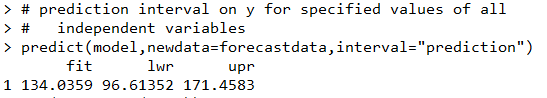 > # prediction interval on y for specified values of all
> #   independent variables
> predict(model,newdata=forecastdata,interval="prediction")
       fit      lwr      upr
1 134.0359 96.61352 171.4583